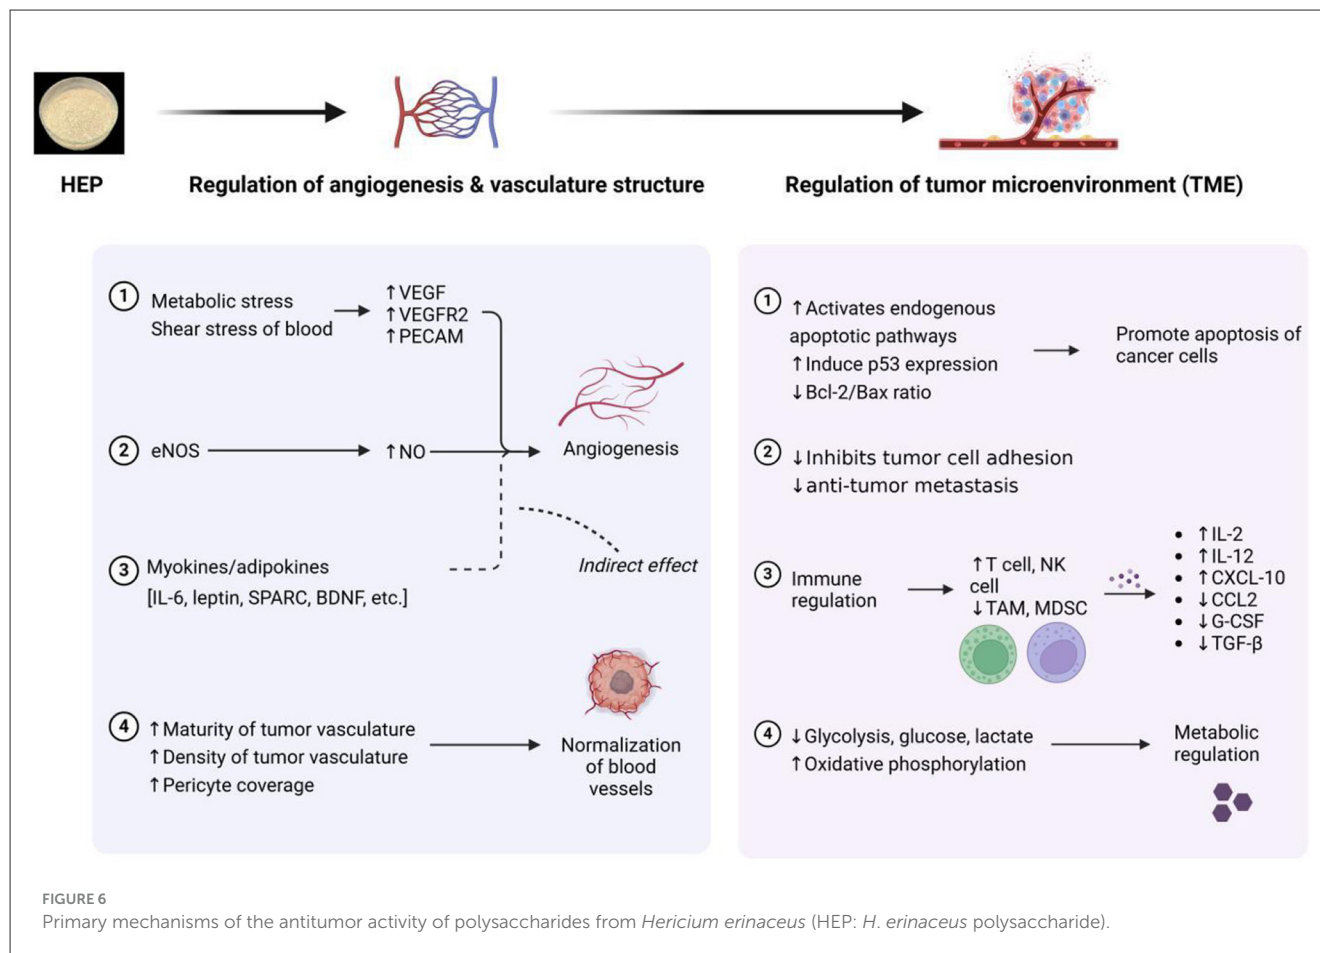 HEP
Regulation of angiogenesis & vasculature structure
Regulation of tumor microenvironment (TME)
1
Metabolic stress
Shear stress of blood
↑VEGF
↑VEGFR2
↑PECAM
2
eNOS
↑NO
Angiogenesis
Indirect effect
3
Myokines/adipokines
[IL-6, leptin, SPARC, BDNF, etc.]
4
↑Maturity of tumor vasculature
↑Density of tumor vasculature
↑Pericyte coverage
Normalization
of blood
vessels
1
↑Activates endogenous
apoptotic pathways
↑Induce p53 expression
↓Bcl-2/Bax ratio
Promote apoptosis of
cancer cells
2
↓Inhibits tumor cell adhesion
↓anti-tumor metastasis
3
Immune
regulation
↑T cell, NK
cell
↓TAM, MDSC
• ↑IL-2
• ↑IL-12
• ↑CXCL-10
• ↓CCL2
• ↓G-CSF
• ↓TGF-β
4
↓Glycolysis, glucose, lactate
↑Oxidative phosphorylation
Metabolic
regulation
FIGURE 6
Primary mechanisms of the antitumor activity of polysaccharides from Hericium erinaceus (HEP: H. erinaceus polysaccharide).